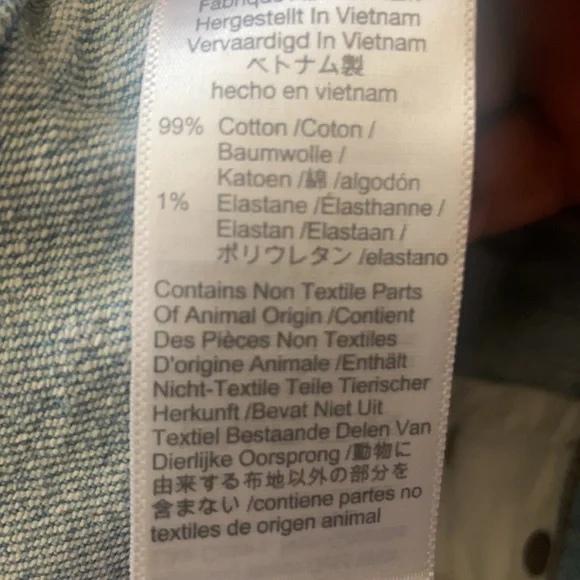 Hergestellt In Vietnam
Vervaardigd In Vietnam
ベトナム製
hecho en vietnam
99% Cotton /Coton /
Baumwolle /
Katoen /綿 /algodón
1% Elastane /Élasthanne /
Elastan /Elastaan /
ポリウレタン /elastano
Contains Non Textile Parts
Of Animal Origin /Contient
Des Pièces Non Textiles
D'origine Animale /Enthält
Nicht-Textile Teile Tierischer
Herkunft /Bevat Niet Uit
Textiel Bestaande Delen Van
Dierlijke Oorsprong /動物に
由来する布地以外の部分を
含まない /contiene partes no
textiles de origen animal